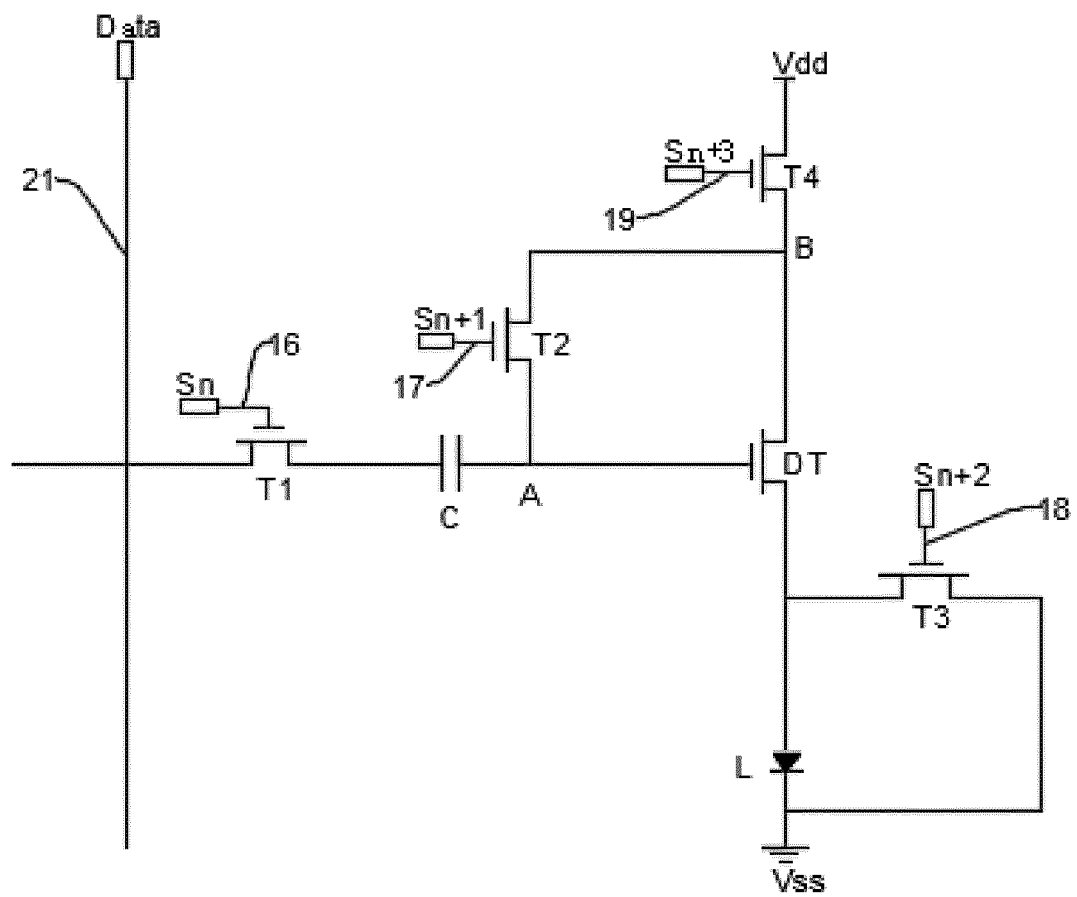 Data
Vdd
Sn+3
T4
21
19
B
Sn+1
T2
16
17
Sn
DT
Sn+2
T1
A
18
C
T3
L
Vss